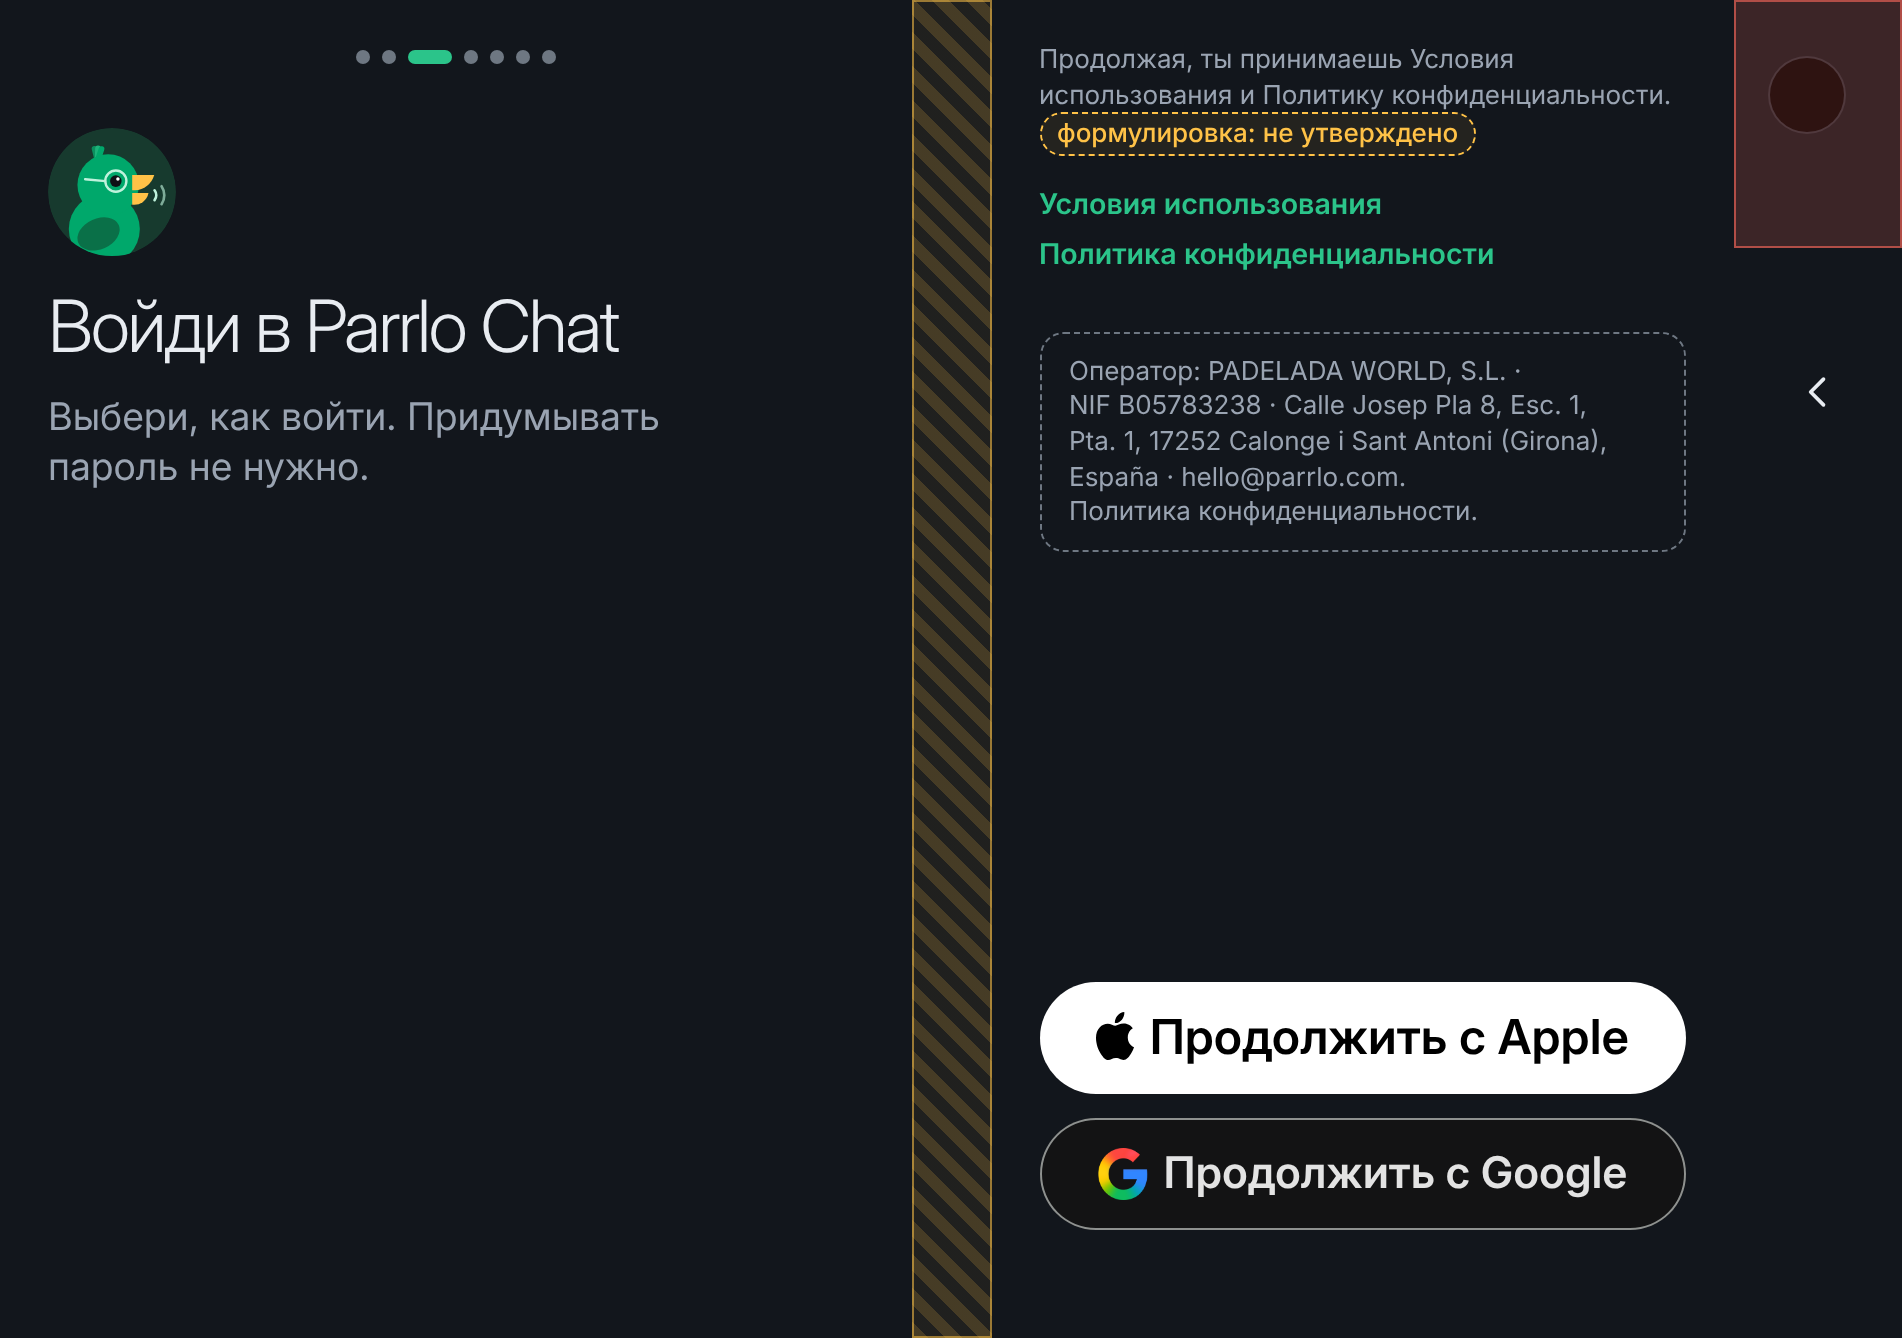 Войди в Parrlo Chat
Выбери, как войти. Придумывать
пароль не нужно.
Продолжая, ты принимаешь Условия
использования и Политику конфиденциальности.
формулировка: не утверждено
Условия использования
Политика конфиденциальности
Оператор: PADELADA WORLD, S.L. ·
NIF B05783238 · Calle Josep Pla 8, Esc. 1,
Pta. 1, 17252 Calonge i Sant Antoni (Girona),
España · hello@parrlo.com.
Политика конфиденциальности.
Продолжить с Apple
Продолжить с Google